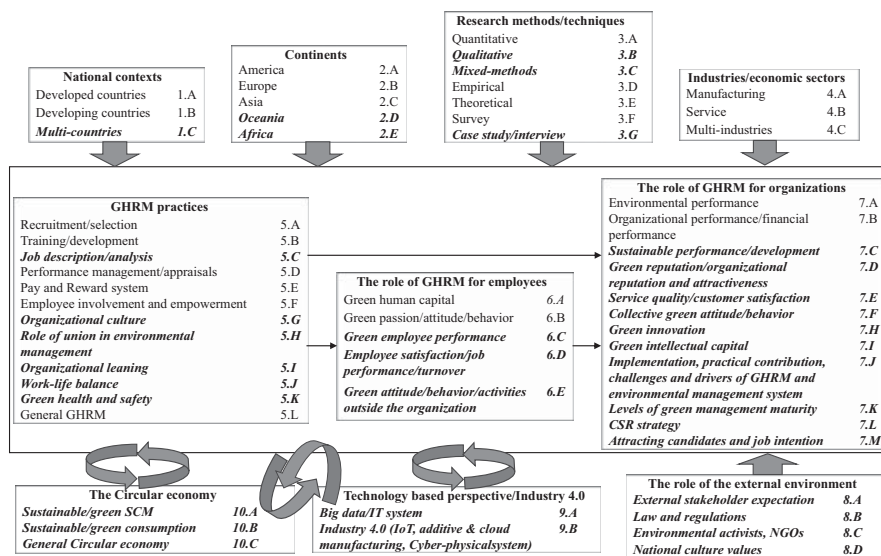 Research methods/techniques
Quantitative 3.A
Qualitative 3.B
Mixed-methods 3.C
Empirical 3.D
Theoretical 3.E
Survey 3.F
Case study/interview 3.G
Continents
America 2.A
Europe 2.B
Asia 2.C
Oceania 2.D
Africa 2.E
National contexts
Developed countries 1.A
Developing countries 1.B
Multi-countries 1.C
Industries/economic sectors
Manufacturing 4.A
Service 4.B
Multi-industries 4.C
GHRM practices
Recruitment/selection 5.A
Training/development 5.B
Job description/analysis 5.C
Performance management/appraisals 5.D
Pay and Reward system 5.E
Employee involvement and empowerment 5.F
Organizational culture 5.G
Role of union in environmental 5.H
management
Organizational leaning 5.I
Work-life balance 5.J
Green health and safety 5.K
General GHRM 5.L
The role of GHRM for employees
Green human capital 6.A
Green passion/attitude/behavior 6.B
Green employee performance 6.C
Employee satisfaction/job 6.D
performance/turnover
Green attitude/behavior/activities 6.E
outside the organization
The role of GHRM for organizations
Environmental performance 7.A
Organizational performance/financial 7.B
performance
Sustainable performance/development 7.C
Green reputation/organizational 7.D
reputation and attractiveness
Service quality/customer satisfaction 7.E
Collective green attitude/behavior 7.F
Green innovation 7.H
Green intellectual capital 7.I
Implementation, practical contribution, 7.J
challenges and drivers of GHRM and
environmental management system
Levels of green management maturity 7.K
CSR strategy 7.L
Attracting candidates and job intention 7.M
The Circular economy
Sustainable/green SCM 10.A
Sustainable/green consumption 10.B
General Circular economy 10.C
Technology based perspective/Industry 4.0
Big data/IT system 9.A
Industry 4.0 (IoT, additive & cloud 9.B
manufacturing, Cyber-physicalsystem)
The role of the external environment
External stakeholder expectation 8.A
Law and regulations 8.B
Environmental activists, NGOs 8.C
National culture values 8.D